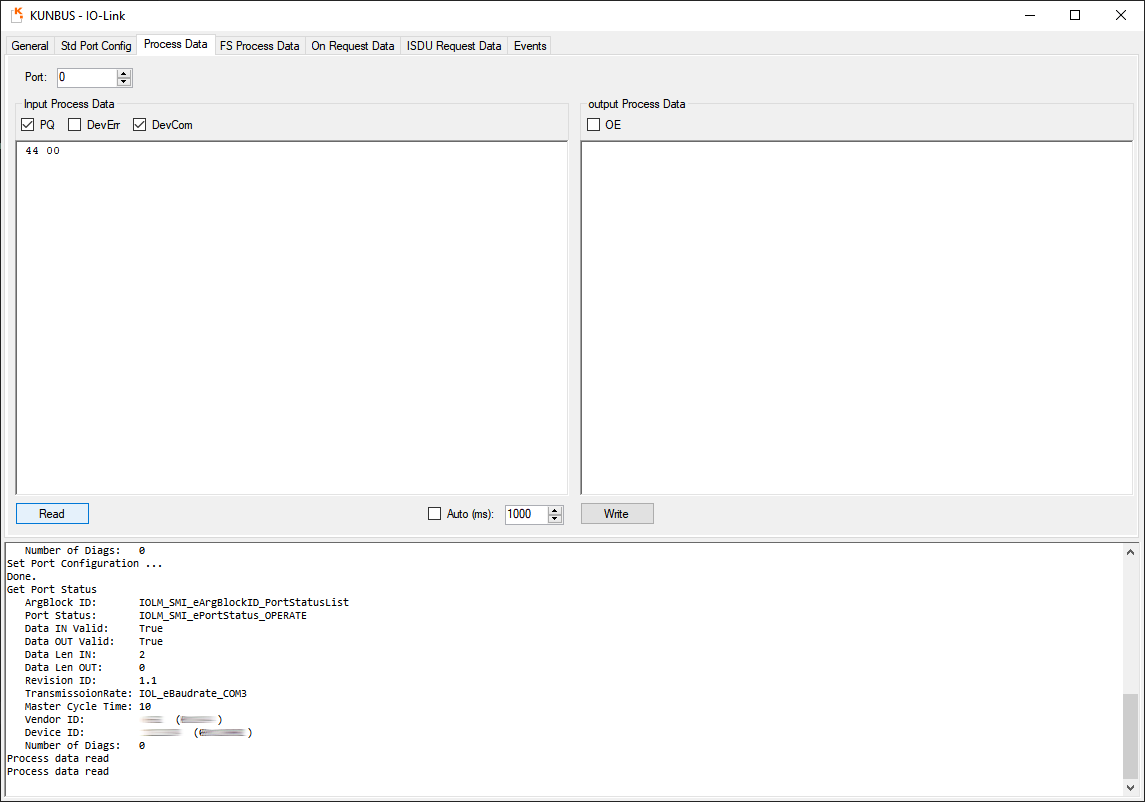 KUNBUS - IO-Link
General Std Port Config Process Data FS Process Data On Request Data ISDU Request Data Events
Port: 0
Input Process Data
PQ DevErr DevCom
44 00
output Process Data
OE
Read
Auto (ms): 1000
Write
Number of Diags: 0
Set Port Configuration ...
Done.
Get Port Status
ArgBlock ID: IOLM_SMI_eArgBlockID_PortStatusList
Port Status: IOLM_SMI_ePortStatus_OPERATE
Data IN Valid: True
Data OUT Valid: True
Data Len IN: 2
Data Len OUT: 0
Revision ID: 1.1
TransmissoionRate: IOL_eBaudrate_COM3
Master Cycle Time: 10
Vendor ID: ( )
Device ID: ( )
Number of Diags: 0
Process data read
Process data read